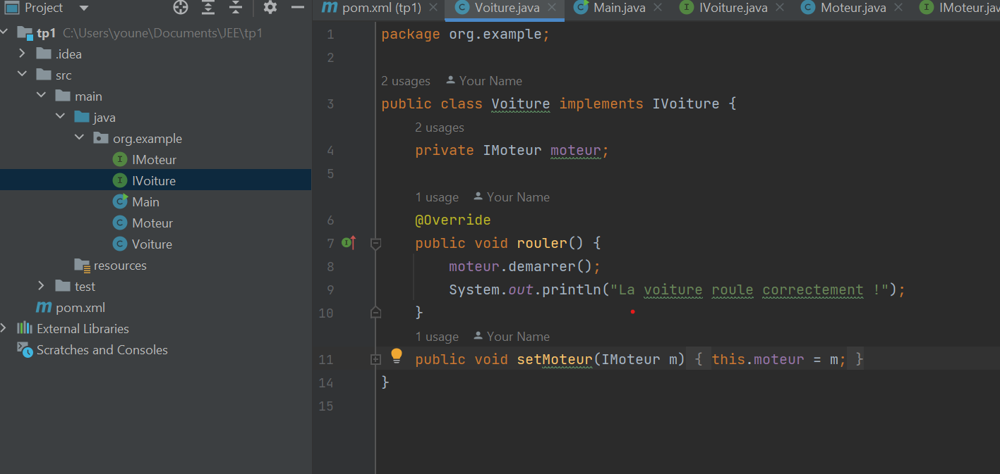 Project
tp1 C:\Users\youne\Documents\JEE\tp1
.idea
src
main
java
org.example
IMoteur
IVoiture
Main
Moteur
Voiture
resources
test
pom.xml
External Libraries
Scratches and Consoles
pom.xml (tp1) Voiture.java Main.java IVoiture.java Moteur.java IMoteur.jav
1 package org.example;
2
2 usages Your Name
3 public class Voiture implements IVoiture {
2 usages
4 private IMoteur moteur;
5
1 usage Your Name
6 @Override
7 public void rouler() {
8 moteur.demarrer();
9 System.out.println("La voiture roule correctement !");
10 }
1 usage Your Name
11 public void setMoteur(IMoteur m) { this.moteur = m; }
14 }
15